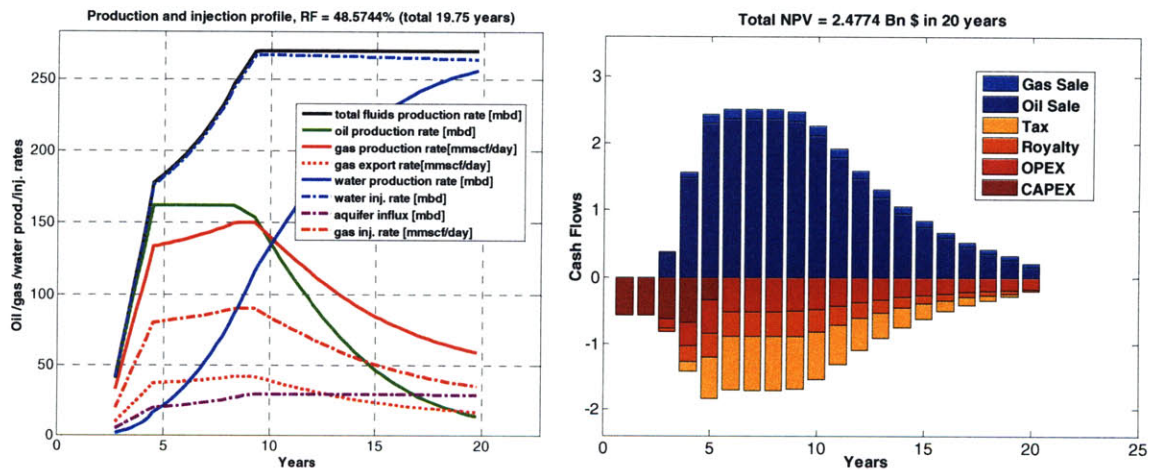 Production and injection profile, RF = 48.5744% (total 19.75 years)
Oil/gas /water prod./inj. rates
250
200
150
100
50
0
total fluids production rate [mbd]
oil production rate [mbd]
gas production rate[mmscf/day]
gas export rate[mmscf/day]
water production rate [mbd]
water inj. rate [mbd]
aquifer influx [mbd]
gas inj. rate [mmscf/day]
0 5 10 15 20
Years
Total NPV = 2.4774 Bn $ in 20 years
Cash Flows
3
2
1
0
-1
-2
Gas Sale
Oil Sale
Tax
Royalty
OPEX
CAPEX
0 5 10 15 20 25
Years